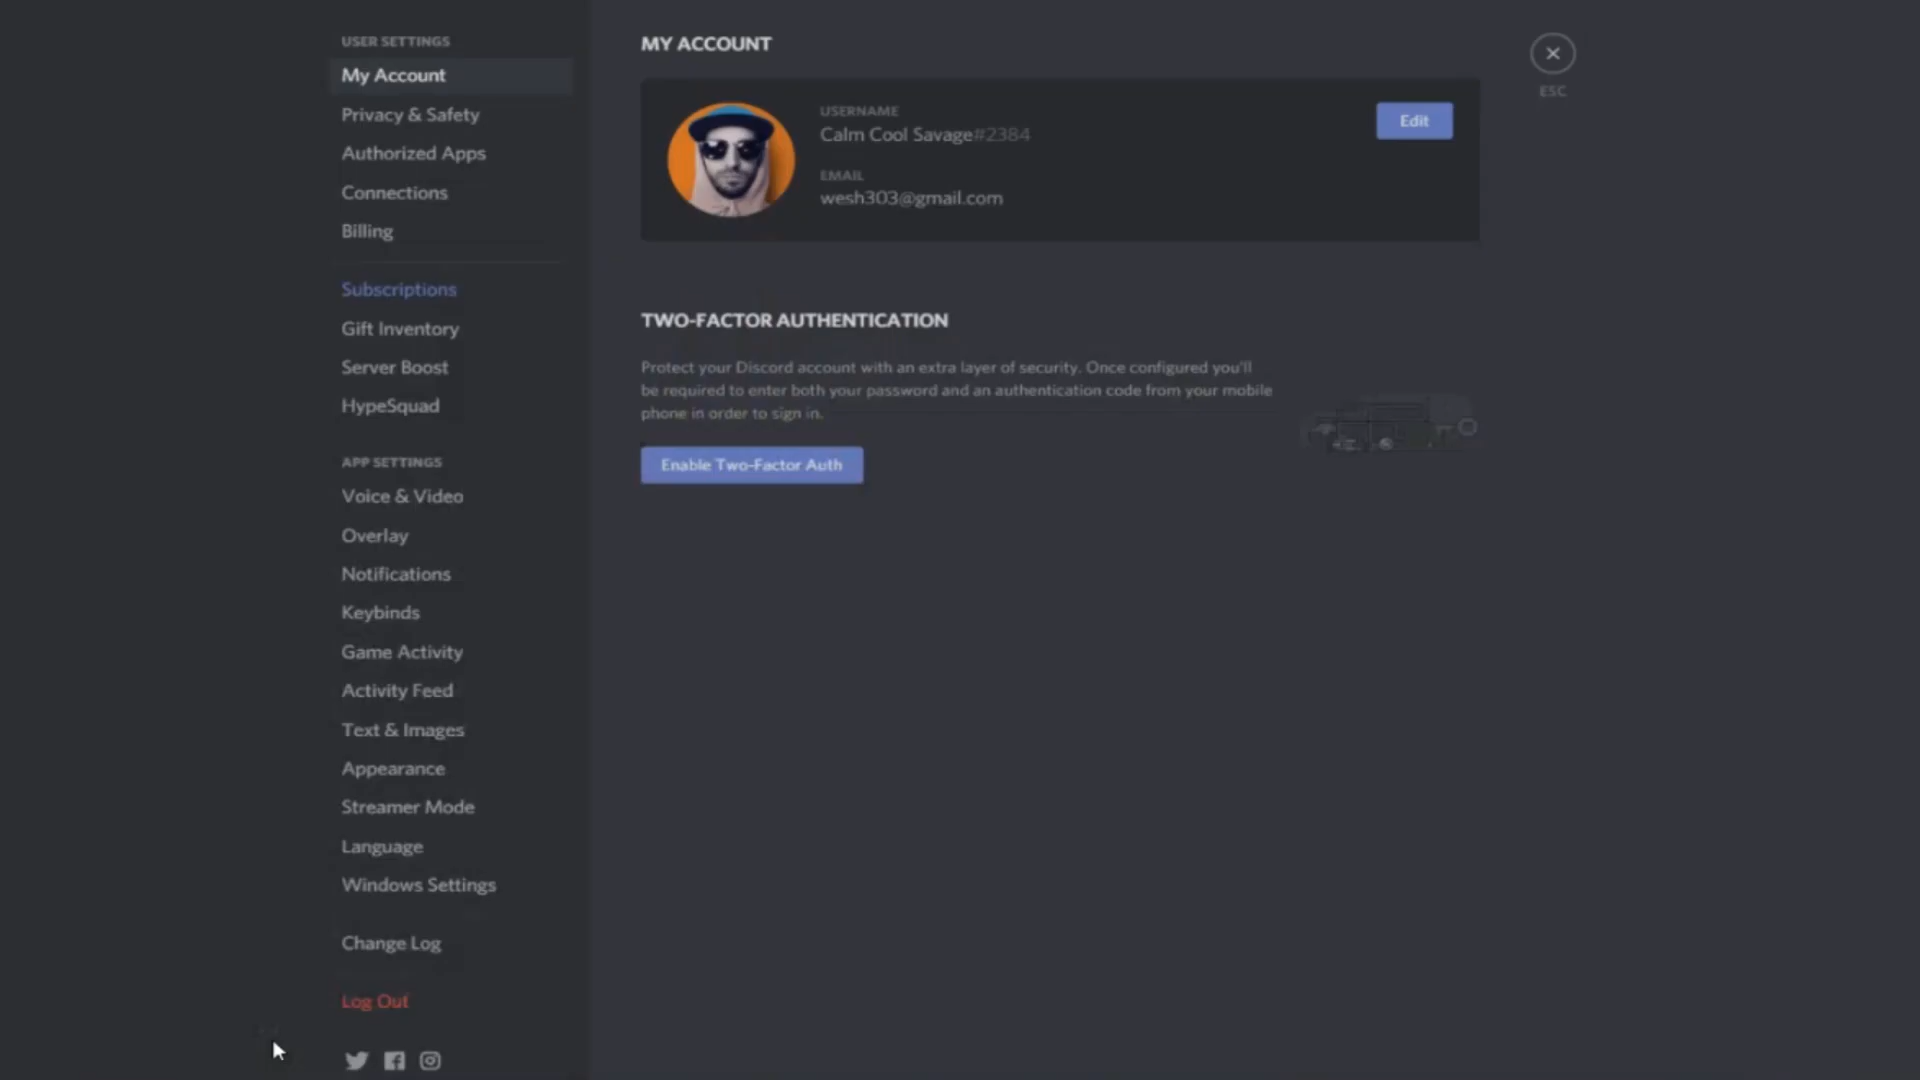 USER SETTINGS
My Account
Privacy & Safety
Authorized Apps
Connections
Billing
Subscriptions
Gift Inventory
Server Boost
HypeSquad
APP SETTINGS
Voice & Video
Overlay
Notifications
Keybinds
Game Activity
Activity Feed
Text & Images
Appearance
Streamer Mode
Language
Windows Settings
Change Log
Log Out
MY ACCOUNT
USERNAME
Calm Cool Savage#2384
EMAIL
wesh303@gmail.com
Edit
ESC
TWO-FACTOR AUTHENTICATION
Protect your Discord account with an extra layer of security. Once configured you'll
be required to enter both your password and an authentication code from your mobile
phone in order to sign in.
Enable Two-Factor Auth